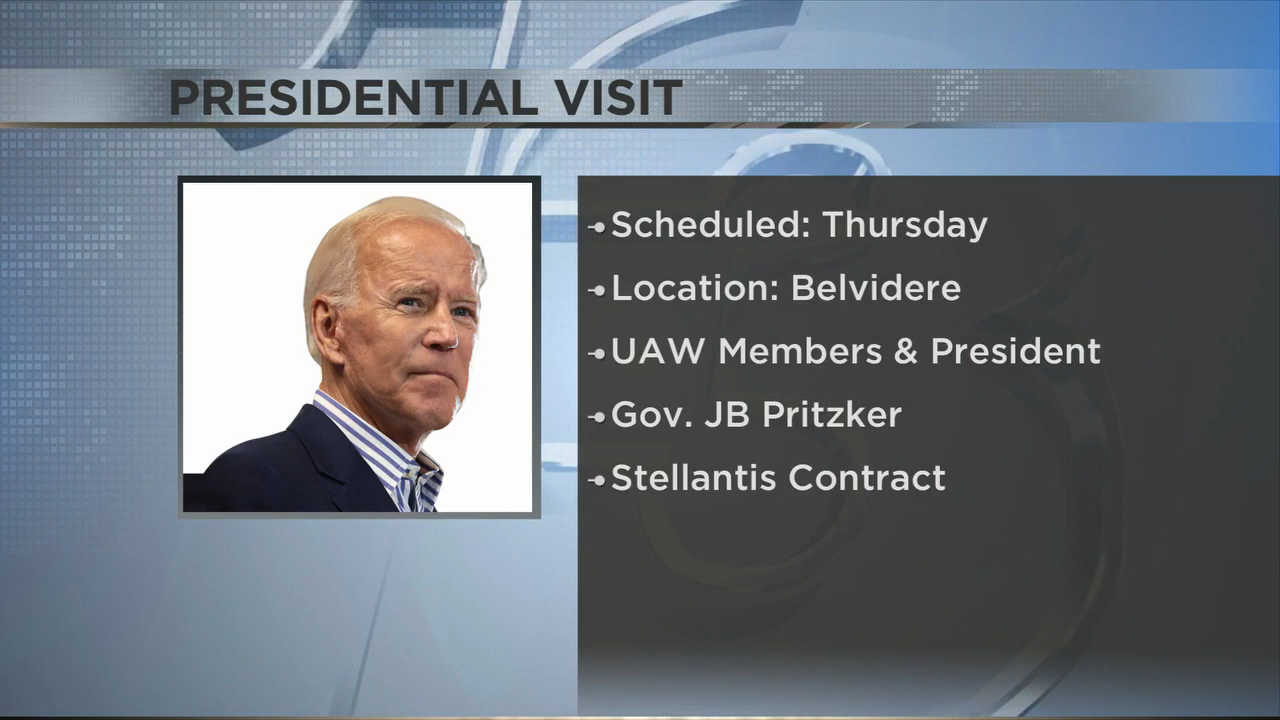 PRESIDENTIAL VISIT
Scheduled: Thursday
Location: Belvidere
UAW Members & President
Gov. JB Pritzker
Stellantis Contract